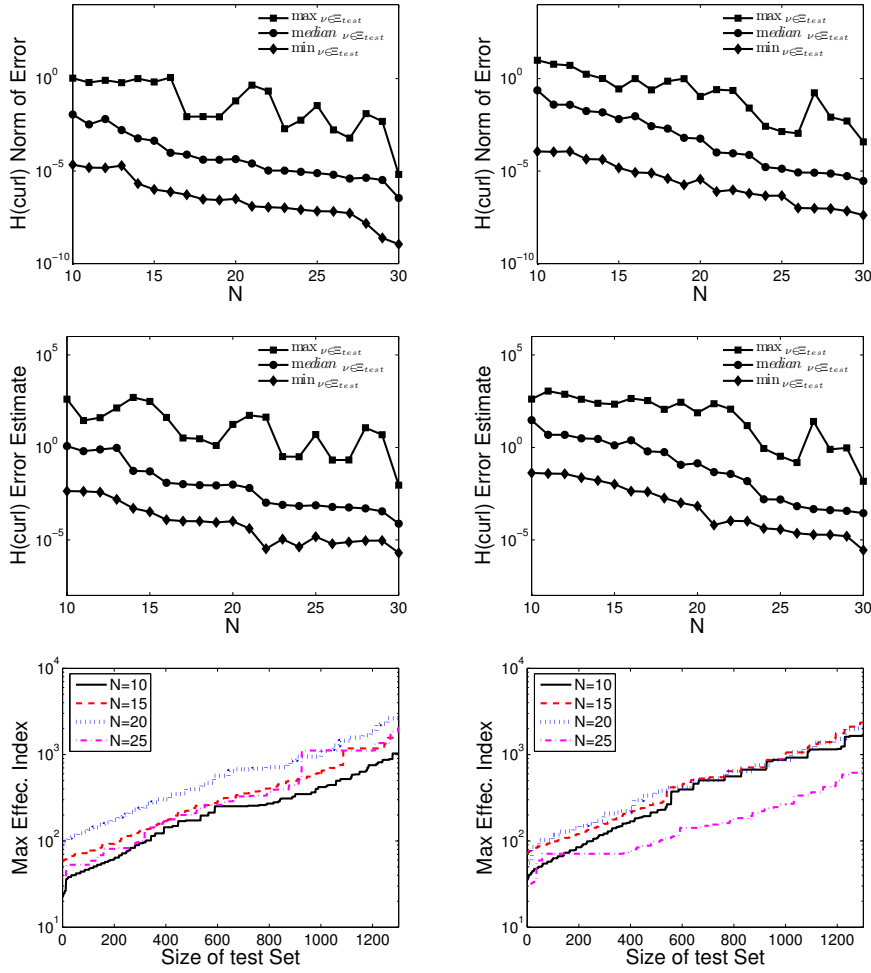 H(curl) Norm of Error
10^0
10^-5
10^-10
max ν∈Ξtest
median ν∈Ξtest
min ν∈Ξtest
10 15 20 25 30
N
H(curl) Norm of Error
10^0
10^-5
10^-10
max ν∈Ξtest
median ν∈Ξtest
min ν∈Ξtest
10 15 20 25 30
N
H(curl) Error Estimate
10^5
10^0
10^-5
max ν∈Ξtest
median ν∈Ξtest
min ν∈Ξtest
10 15 20 25 30
N
H(curl) Error Estimate
10^5
10^0
10^-5
max ν∈Ξtest
median ν∈Ξtest
min ν∈Ξtest
10 15 20 25 30
N
Max Effec. Index
10^4
10^3
10^2
10^1
N=10
N=15
N=20
N=25
0 200 400 600 800 1000 1200
Size of test Set
Max Effec. Index
10^4
10^3
10^2
10^1
N=10
N=15
N=20
N=25
0 200 400 600 800 1000 1200
Size of test Set